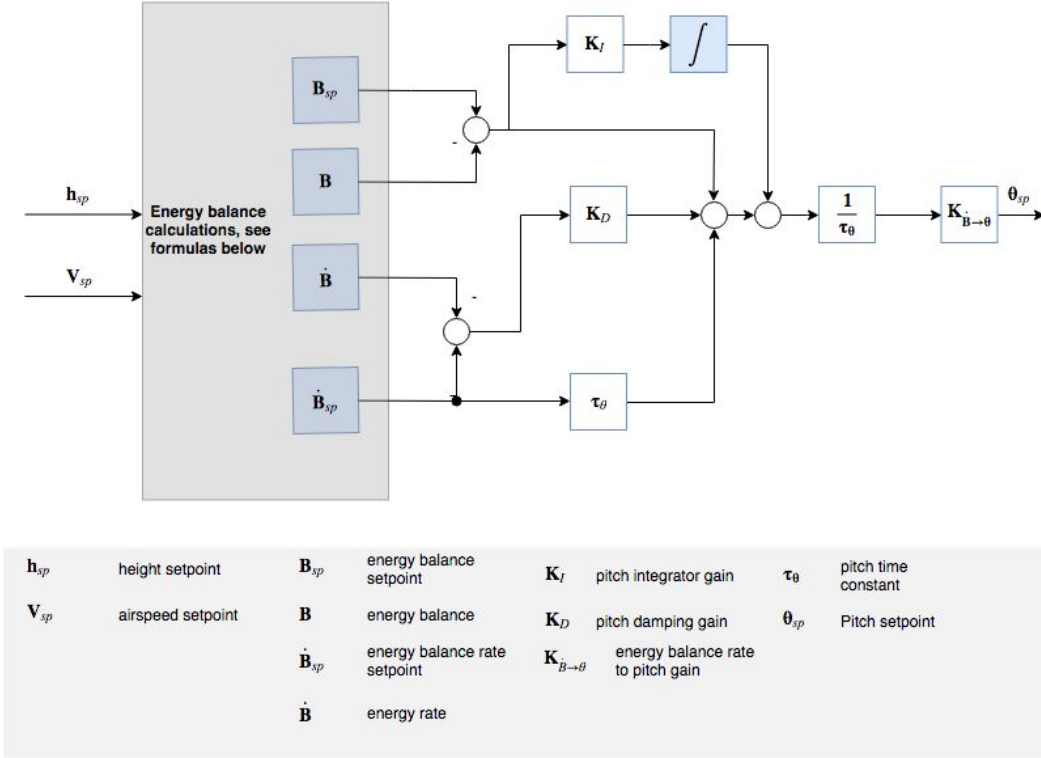 K_I
∫
B_sp
-
B
h_sp
Energy balance
calculations, see
formulas below
K_D
1
τ_θ
K_Ḃ→θ
θ_sp
V_sp
Ḃ
-
Ḃ_sp
τ_θ
h_sp height setpoint
B_sp energy balance
setpoint
K_I pitch integrator gain
τ_θ pitch time
constant
V_sp airspeed setpoint
B energy balance
K_D pitch damping gain
θ_sp Pitch setpoint
Ḃ_sp energy balance rate
setpoint
K_Ḃ→θ energy balance rate
to pitch gain
Ḃ energy rate